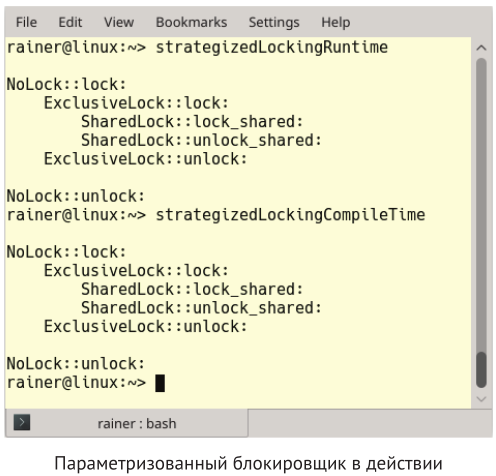 File Edit View Bookmarks Settings Help
rainer@linux:~> strategizedLockingRuntime
NoLock::lock:
    ExclusiveLock::lock:
        SharedLock::lock_shared:
        SharedLock::unlock_shared:
    ExclusiveLock::unlock:
NoLock::unlock:
rainer@linux:~> strategizedLockingCompileTime
NoLock::lock:
    ExclusiveLock::lock:
        SharedLock::lock_shared:
        SharedLock::unlock_shared:
    ExclusiveLock::unlock:
NoLock::unlock:
rainer@linux:~>
rainer : bash
Параметризованный блокировщик в действии